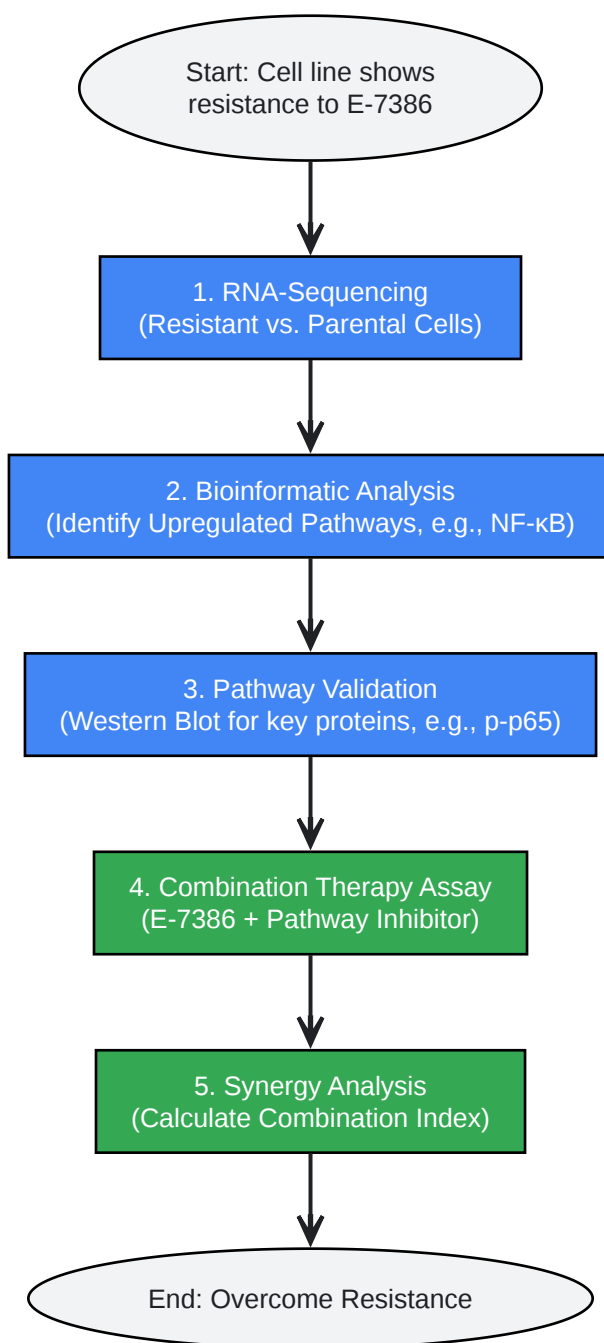 Start: Cell line shows
resistance to E-7386
1. RNA-Sequencing
(Resistant vs. Parental Cells)
2. Bioinformatic Analysis
(Identify Upregulated Pathways, e.g., NF-κB)
3. Pathway Validation
(Western Blot for key proteins, e.g., p-p65)
4. Combination Therapy Assay
(E-7386 + Pathway Inhibitor)
5. Synergy Analysis
(Calculate Combination Index)
End: Overcome Resistance